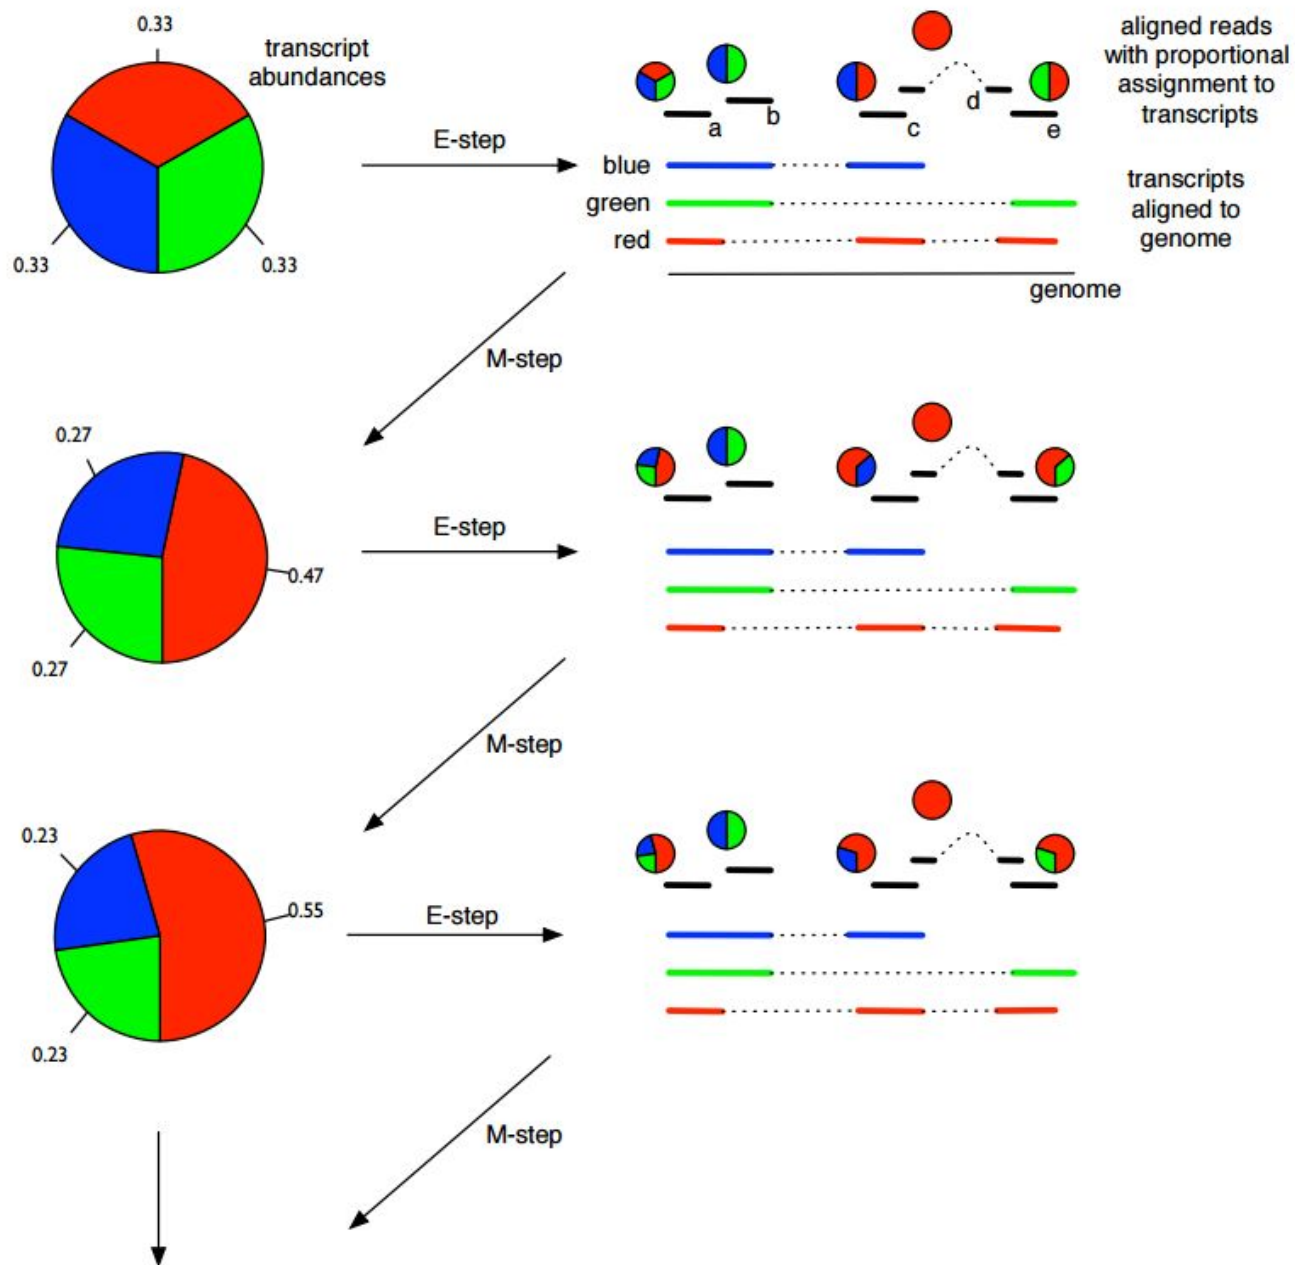 0.33
transcript
abundances
0.33
0.33
E-step
aligned reads
with proportional
assignment to
transcripts
a
b
c
d
e
blue
green
red
transcripts
aligned to
genome
genome
M-step
0.27
0.47
0.27
E-step
M-step
0.23
0.55
0.23
E-step
M-step